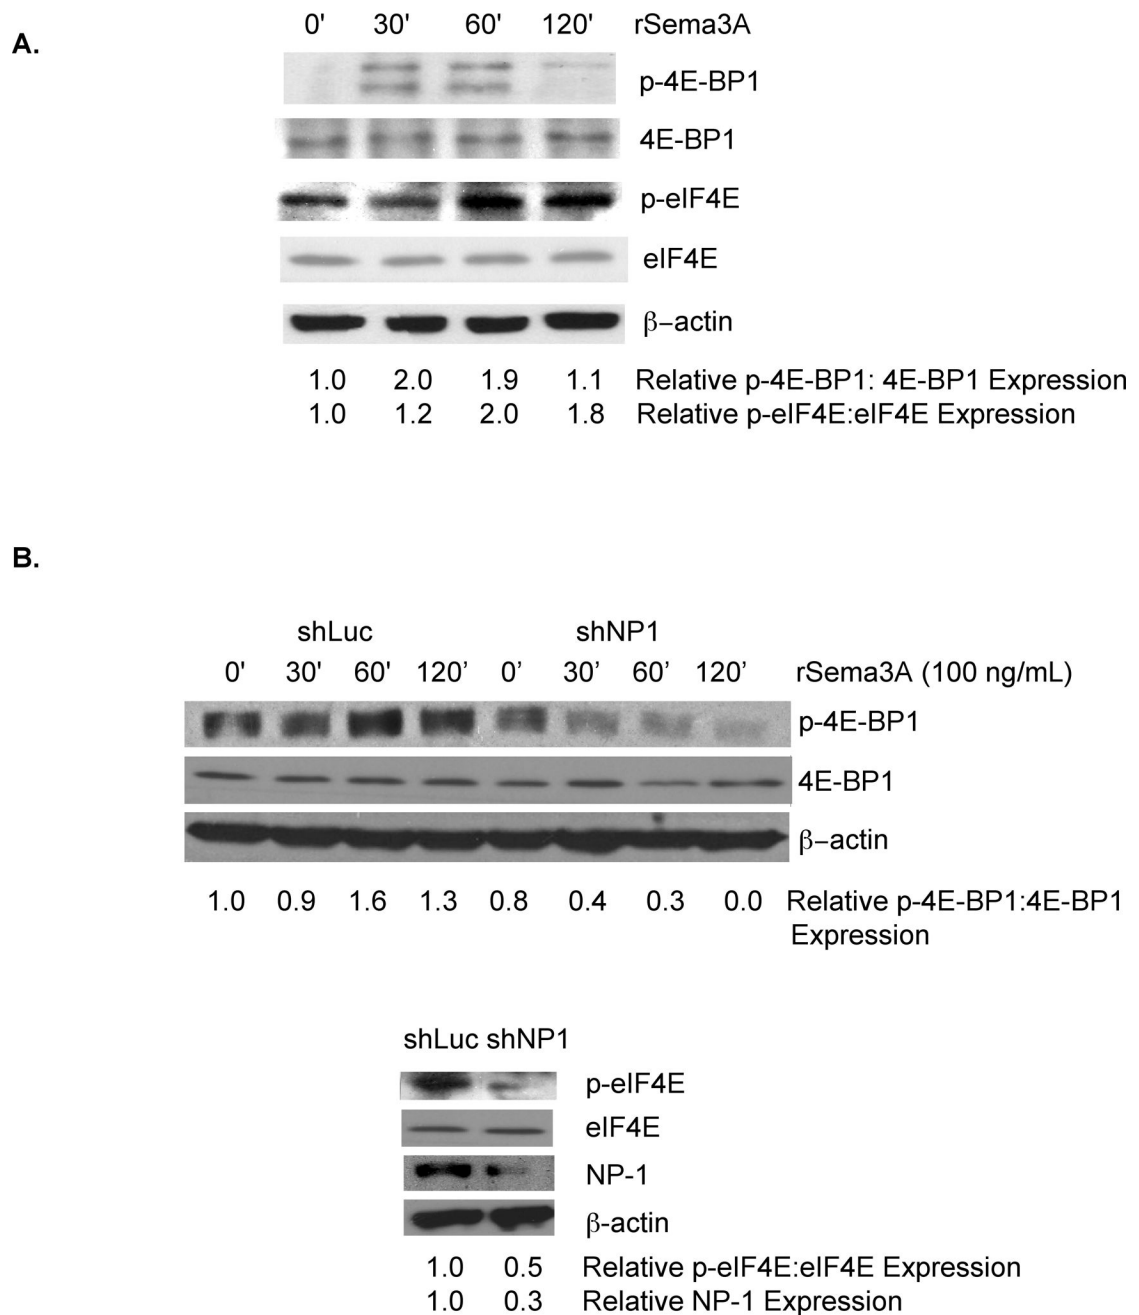 A.
0' 30' 60' 120' rSema3A
p-4E-BP1
4E-BP1
p-eIF4E
eIF4E
β–actin
1.0 2.0 1.9 1.1 Relative p-4E-BP1: 4E-BP1 Expression
1.0 1.2 2.0 1.8 Relative p-eIF4E:eIF4E Expression
B.
shLuc shNP1
0' 30' 60' 120' 0’ 30’ 60’ 120’ rSema3A (100 ng/mL)
p-4E-BP1
4E-BP1
β–actin
1.0 0.9 1.6 1.3 0.8 0.4 0.3 0.0 Relative p-4E-BP1:4E-BP1
Expression
shLuc shNP1
p-eIF4E
eIF4E
NP-1
β-actin
1.0 0.5 Relative p-eIF4E:eIF4E Expression
1.0 0.3 Relative NP-1 Expression